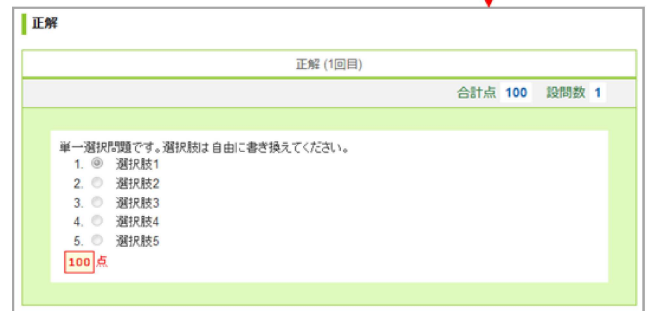 正解
正解 (1回目)
合計点 100 設問数 1
単一選択問題です。選択肢は自由に書き換えてください。
1. 選択肢1
2. 選択肢2
3. 選択肢3
4. 選択肢4
5. 選択肢5
100 点